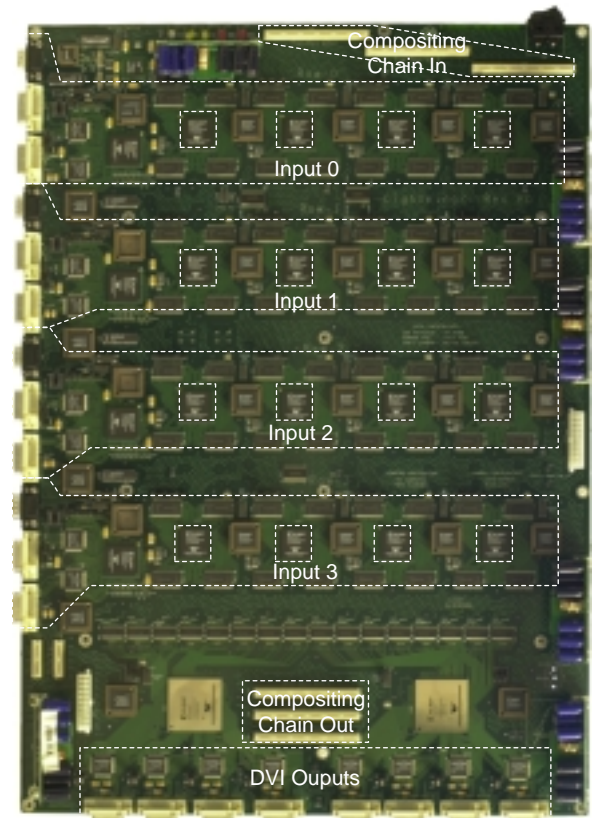 Compositing
Chain In
Input 0
Input 1
Input 2
Input 3
Compositing
Chain Out
DVI Ouputs